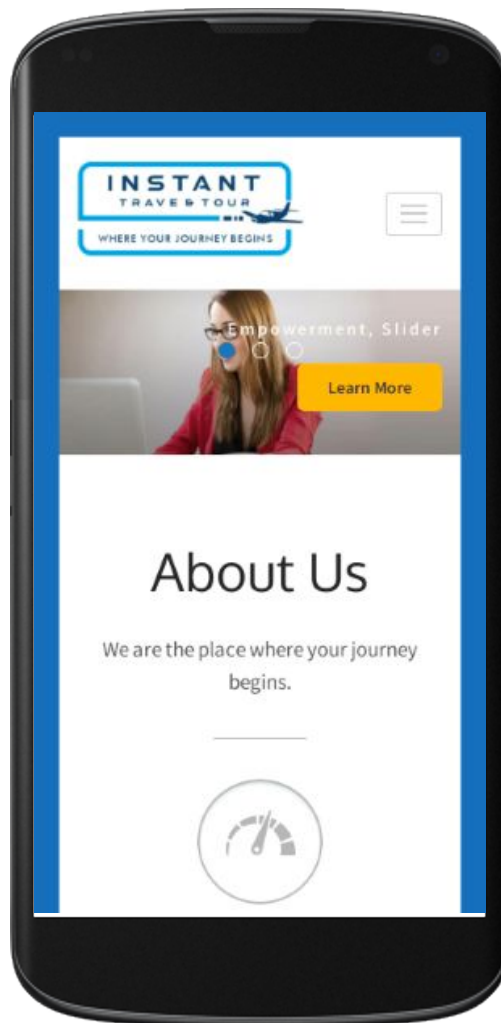 INSTANT
TRAVE & TOUR
WHERE YOUR JOURNEY BEGINS
Empowerment, Slider
Learn More
About Us
We are the place where your journey
begins.